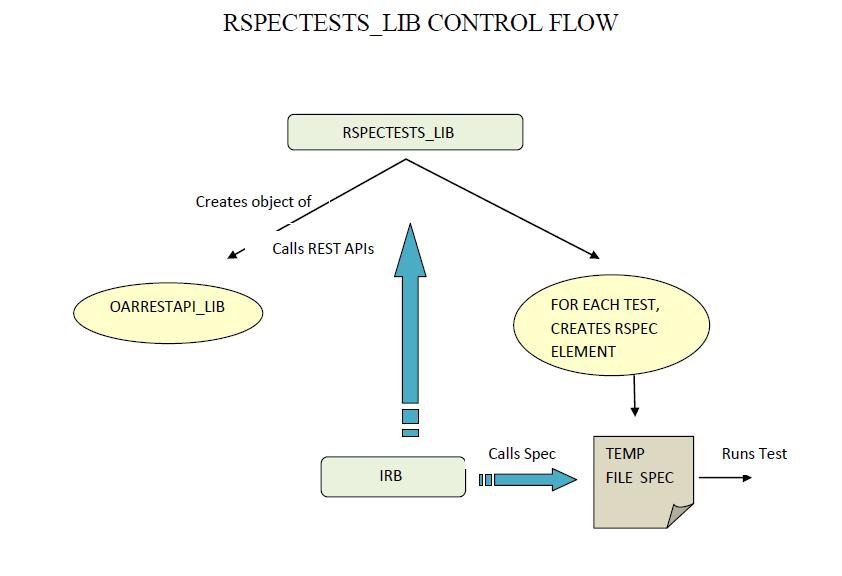 RSPECTESTS_LIB CONTROL FLOW
RSPECTESTS_LIB
Creates object of
Calls REST APIs
OARRESTAPI_LIB
FOR EACH TEST,
CREATES RSPEC
ELEMENT
IRB
Calls Spec
TEMP
FILE SPEC
Runs Test